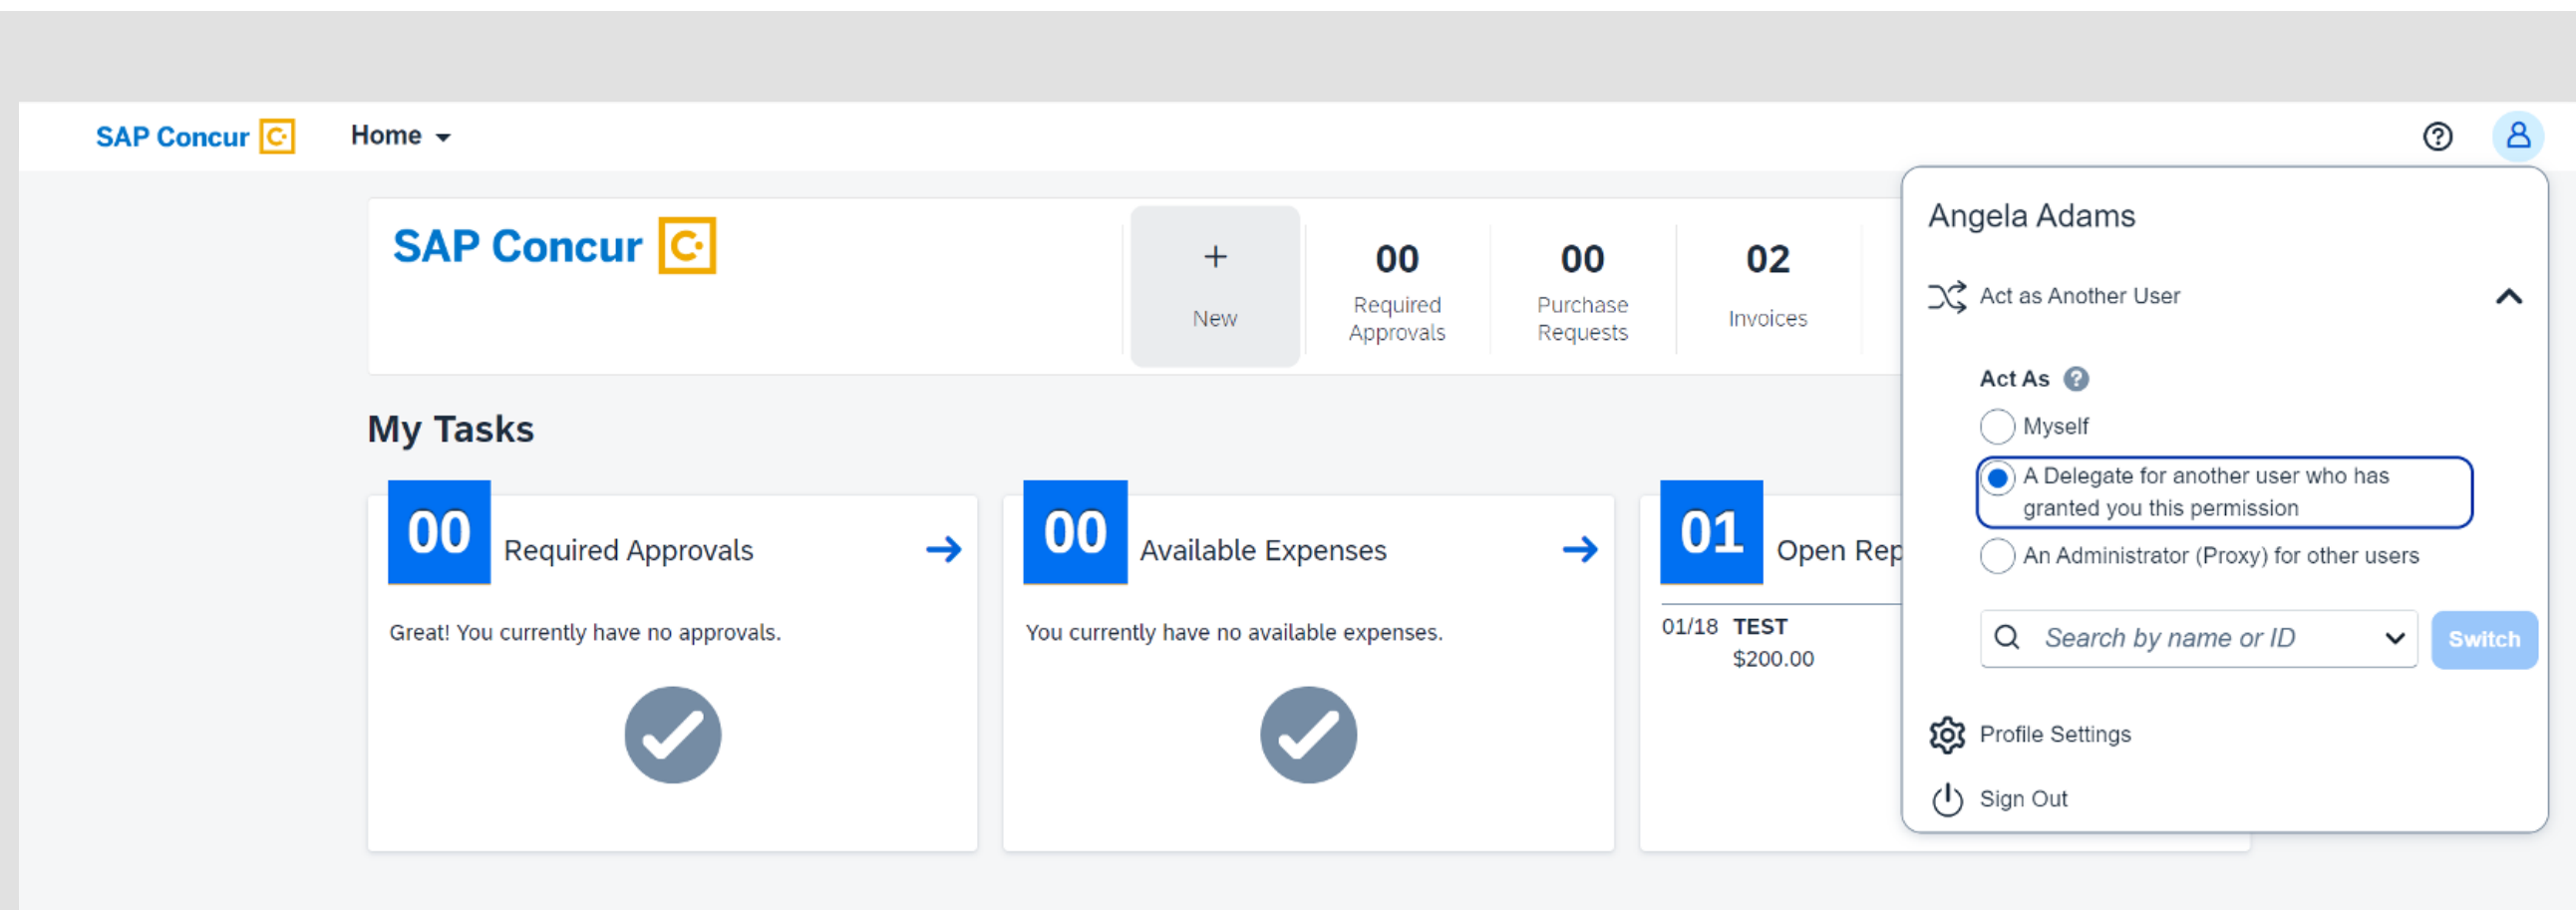 SAP Concur C
Home
SAP Concur C
+
New
00
Required
Approvals
00
Purchase
Requests
02
Invoices
Angela Adams
Act as Another User
Act As ?
Myself
A Delegate for another user who has
granted you this permission
An Administrator (Proxy) for other users
Search by name or ID
Switch
Profile Settings
Sign Out
My Tasks
00
Required Approvals
Great! You currently have no approvals.
00
Available Expenses
You currently have no available expenses.
01
Open Rep
01/18 TEST
$200.00